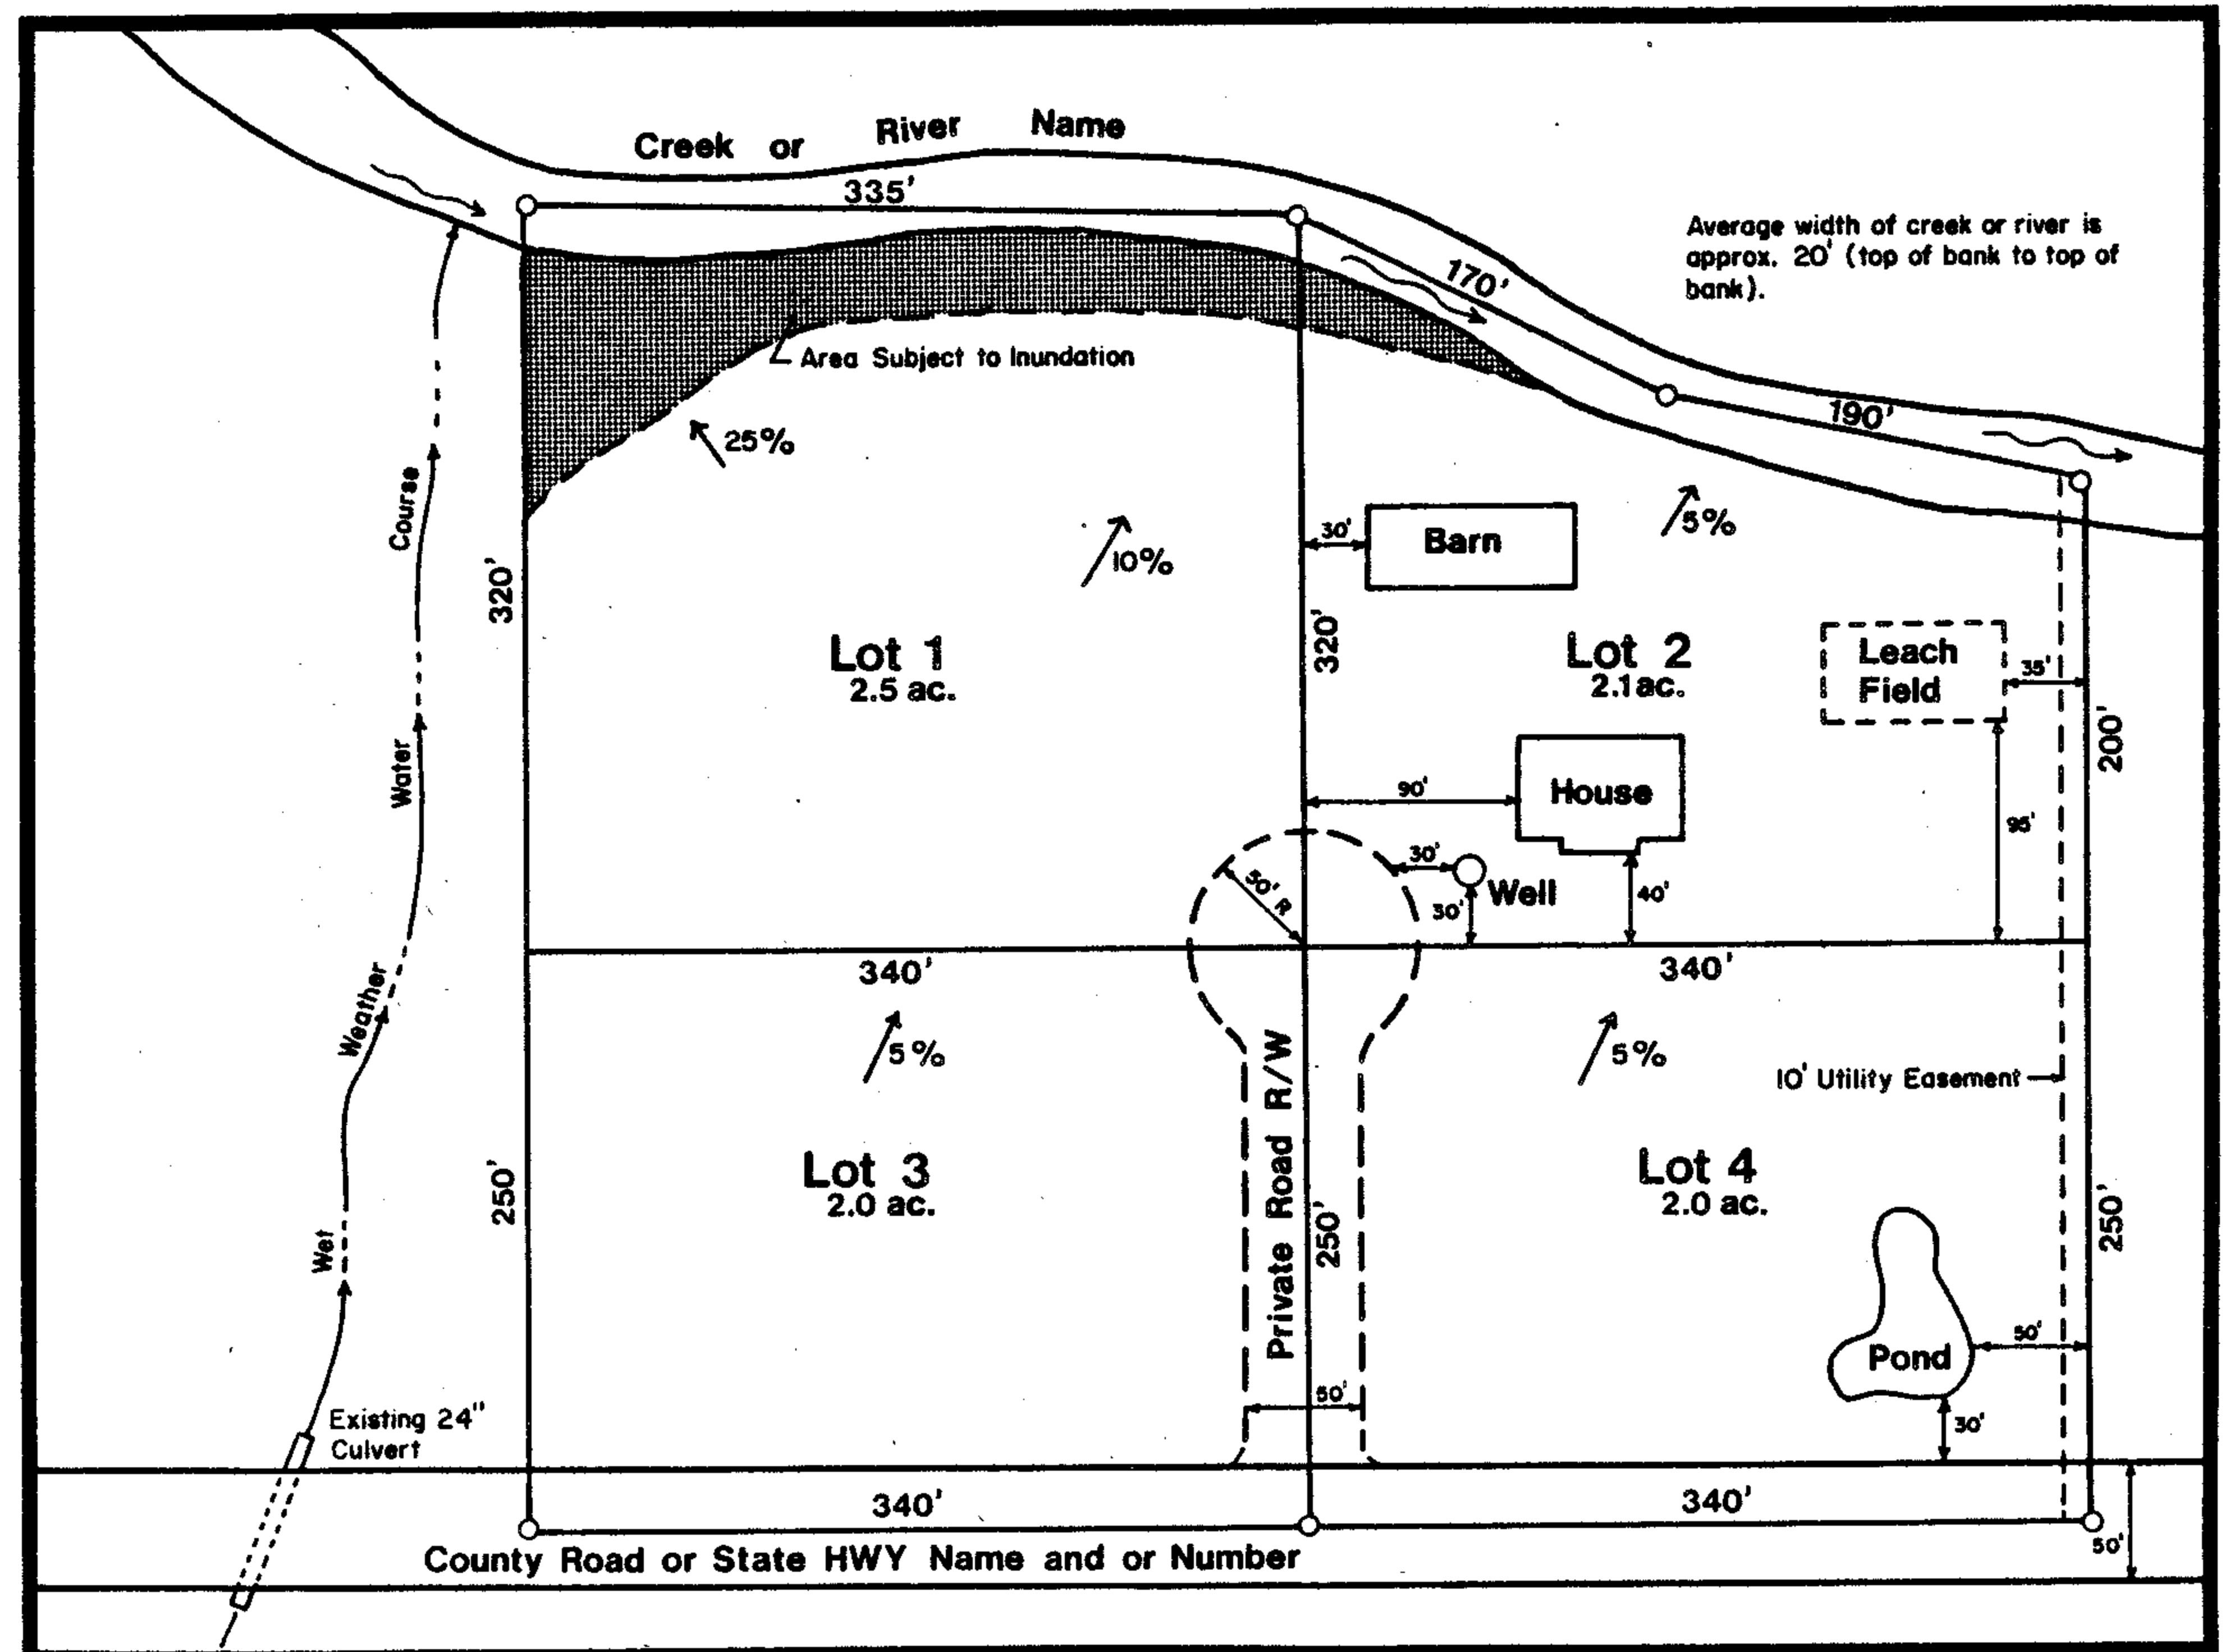 Creek or River Name
335'
170'
190'
Average width of creek or river is
approx. 20' (top of bank to top of
bank).
Area Subject to Inundation
25%
10%
5%
30'
Barn
320'
320'
Lot 1
2.5 ac.
Lot 2
2.1 ac.
Leach
Field
35'
200'
95'
90'
House
30'
Well
30'
40'
50' R
340'
340'
5%
5%
10' Utility Easement
Private Road R/W
Lot 3
2.0 ac.
Lot 4
2.0 ac.
250'
250'
250'
Pond
50'
30'
50'
Wet Weather Water Course
Existing 24"
Culvert
340'
340'
County Road or State HWY Name and or Number
50'